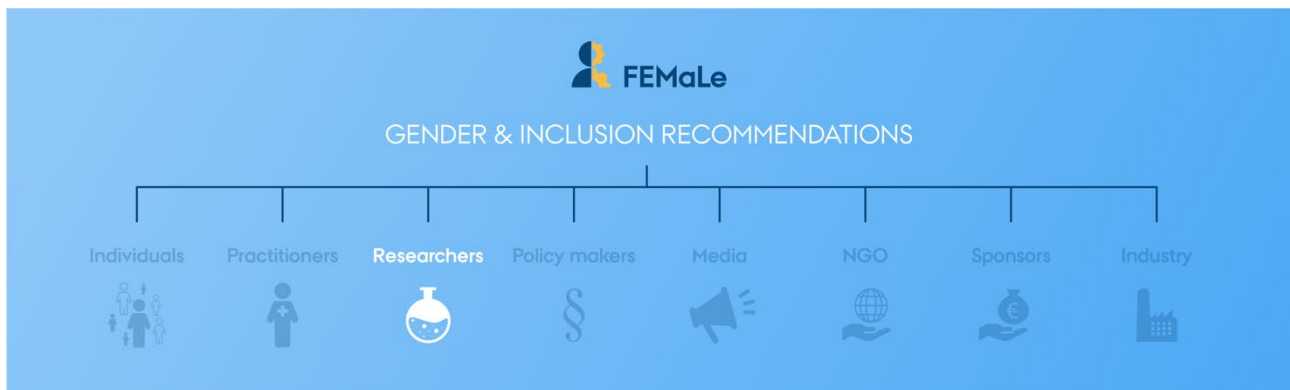 FEMaLe
GENDER & INCLUSION RECOMMENDATIONS
Individuals Practitioners Researchers Policy makers Media NGO Sponsors Industry
§ €